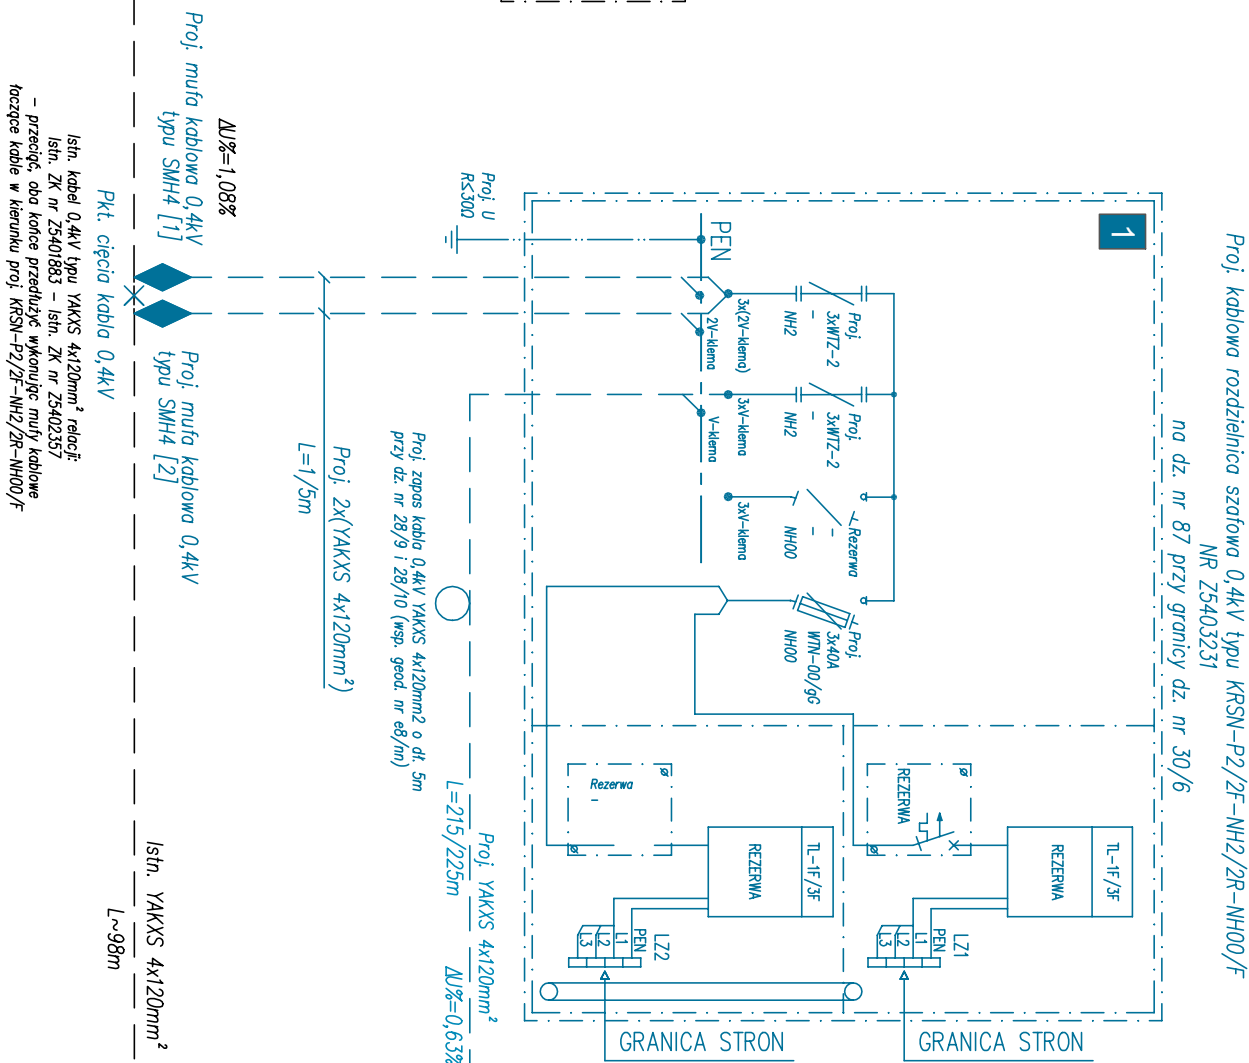 Proj. kablowa rozdzielnica szafowa 0,4kV typu KRSN-P2/2F-NH2/2R-NH00/F
NR Z5403231
na dz. nr 87 przy granicy dz. nr 30/6
1
TL-1F/3F
REZERWA
REZERWA
LZ1
PEN
L1
L2
L3
GRANICA STRON
TL-1F/3F
REZERWA
Rezerwa
-
LZ2
PEN
L1
L2
L3
GRANICA STRON
Proj.
3xWTZ-2
-
NH2
3x(2V-klema)
2V-klema
Proj.
3xWTZ-2
-
NH2
3xV-klema
V-klema
Rezerwa
-
-
NH00
3xV-klema
Proj.
3x40A
WTN-00/gG
NH00
PEN
Proj. U
R≤30Ω
Proj. zapas kabla 0,4kV YAKXS 4x120mm2 o dł. 5m
przy dz. nr 28/9 i 28/10 (wsp. geod. nr e8/nn)
Proj. YAKXS 4x120mm²
L=215/225m
ΔU%=0,63%
Proj. 2x(YAKXS 4x120mm²)
L=1/5m
ΔU%=1,08%
Proj. mufa kablowa 0,4kV
typu SMH4 [1]
Proj. mufa kablowa 0,4kV
typu SMH4 [2]
Pkt. cięcia kabla 0,4kV
Istn. kabel 0,4kV typu YAKXS 4x120mm² relacji:
Istn. ZK nr Z5401883 - Istn. ZK nr Z5402357
- przeciąć, oba końce przedłużyć wykonując mufy kablowe
łączące kable w kierunku proj. KRSN-P2/2F-NH2/2R-NH00/F
Istn. YAKXS 4x120mm²
L~98m